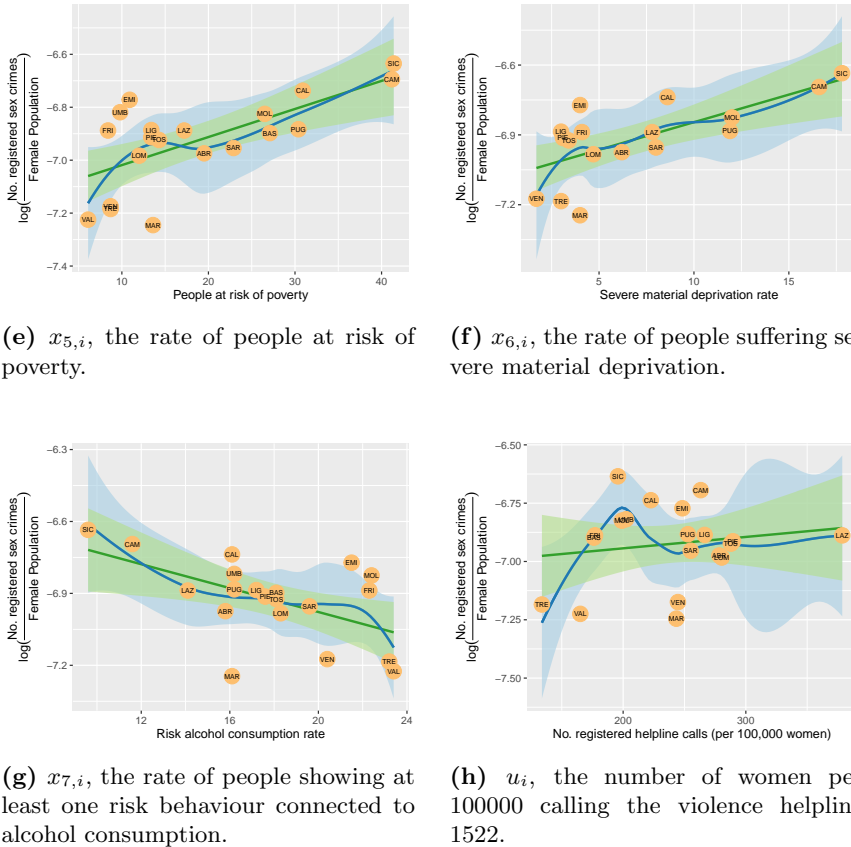 −6.6
−6.8
−7.0
−7.2
−7.4
log(No. registered sex crimes / Female Population)
SIC
CAM
CAL
EMI
UMB
MOL
FRI
LIG
LAZ
PIE
TOS
BAS
PUG
LOM
ABR
SAR
VEN
TRE
VAL
MAR
10 20 30 40
People at risk of poverty
−6.6
−6.9
−7.2
log(No. registered sex crimes / Female Population)
SIC
CAM
CAL
EMI
MOL
LIG
FRI
LAZ
PUG
PIE
TOS
SAR
LOM
ABR
VEN
TRE
MAR
5 10 15
Severe material deprivation rate
(e) x5,i, the rate of people at risk of
poverty.
(f) x6,i, the rate of people suffering se
vere material deprivation.
−6.3
−6.6
−6.9
−7.2
log(No. registered sex crimes / Female Population)
SIC
CAM
CAL
EMI
UMB
MOL
LAZ
PUG
LIG
BAS
FRI
PIE
TOS
ABR
LOM
SAR
VEN
TRE
VAL
MAR
12 16 20 24
Risk alcohol consumption rate
−6.50
−6.75
−7.00
−7.25
−7.50
log(No. registered sex crimes / Female Population)
SIC
CAM
CAL
EMI
MOL
UMB
BAS
PUG
LIG
LAZ
TOS
SAR
ABR
LOM
TRE
VEN
VAL
MAR
200 300
No. registered helpline calls (per 100,000 women)
(g) x7,i, the rate of people showing at
least one risk behaviour connected to
alcohol consumption.
(h) ui, the number of women pe
100000 calling the violence helplin
1522.